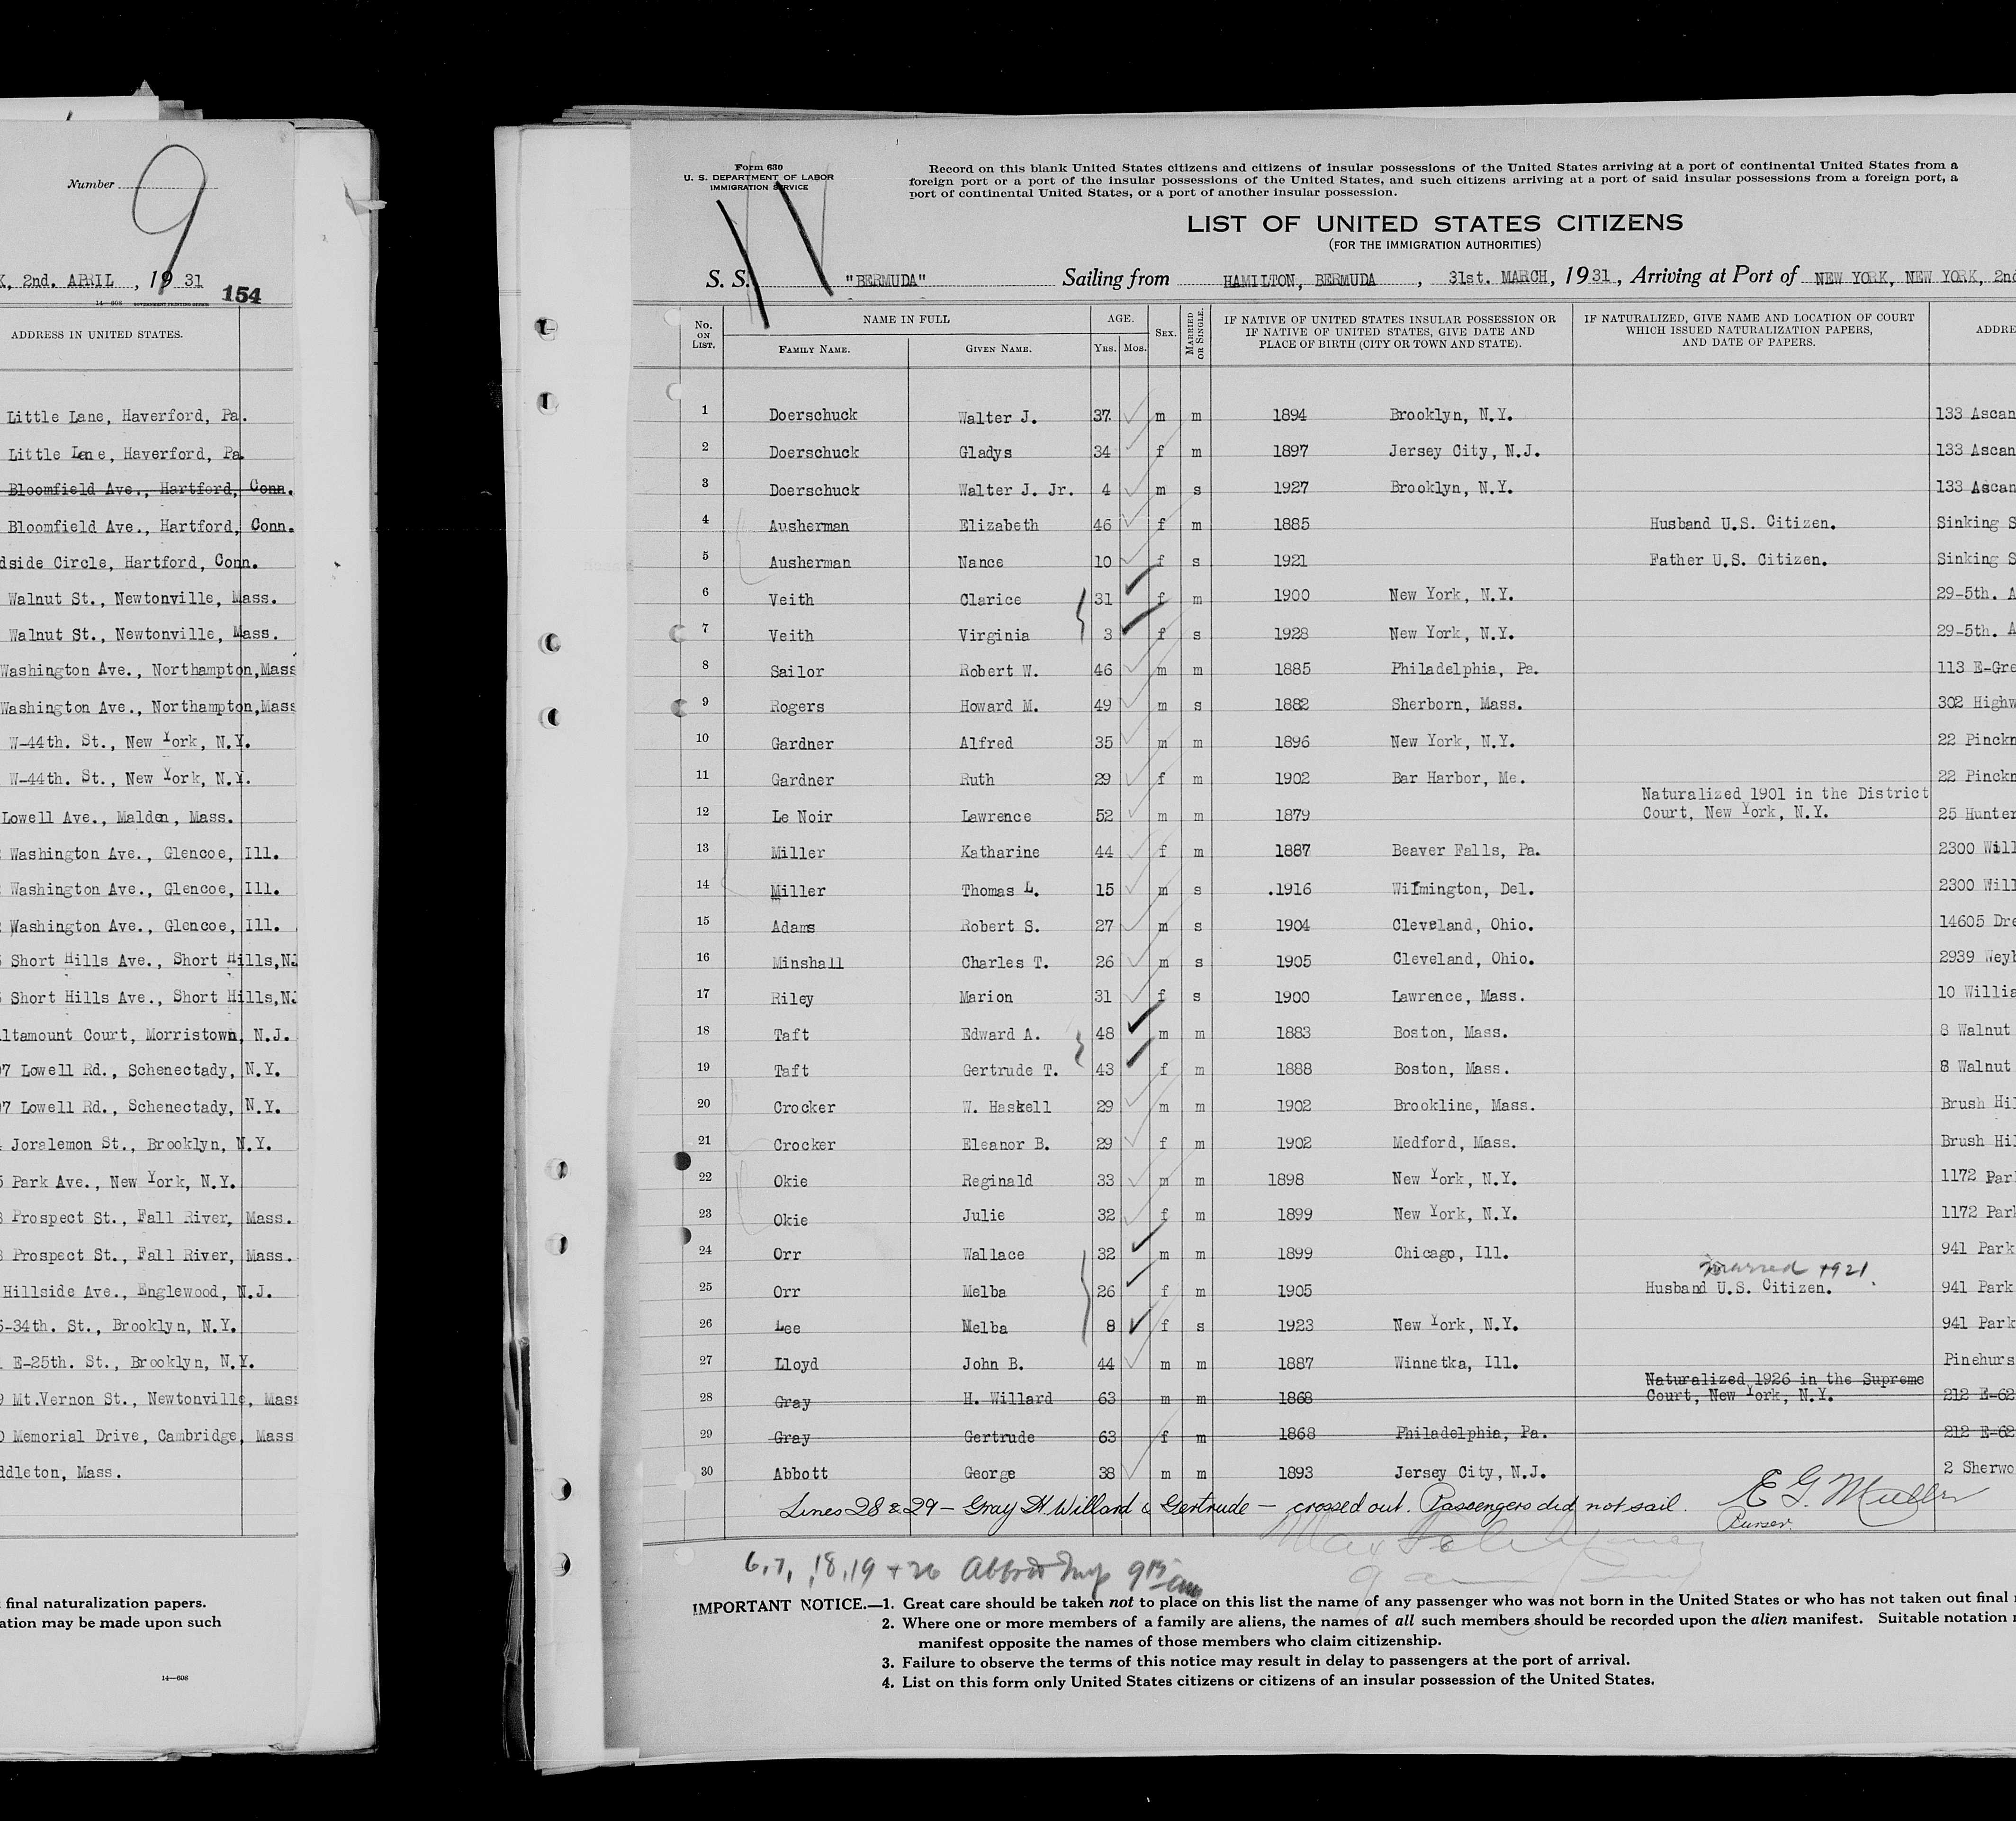 Number
9
K, 2nd. APRIL , 1931 154
14—608 GOVERNMENT PRINTING OFFICE
ADDRESS IN UNITED STATES.
Little Lane, Haverford, Pa.
Little Lane, Haverford, Pa
Bloomfield Ave., Hartford, Conn.
Bloomfield Ave., Hartford, Conn.
dside Circle, Hartford, Conn.
Walnut St., Newtonville, Mass.
Walnut St., Newtonville, Mass.
Washington Ave., Northampton,Mass
Washington Ave., Northampton,Mass
W-44th. St., New York, N.Y.
W-44th. St., New York, N.Y.
Lowell Ave., Malden, Mass.
Washington Ave., Glencoe, Ill.
Washington Ave., Glencoe, Ill.
Washington Ave., Glencoe, Ill.
Short Hills Ave., Short Hills,NJ
Short Hills Ave., Short Hills,NJ
ltamount Court, Morristown, N.J.
7 Lowell Rd., Schenectady, N.Y.
7 Lowell Rd., Schenectady, N.Y.
Joralemon St., Brooklyn, N.Y.
5 Park Ave., New York, N.Y.
Prospect St., Fall River, Mass.
Prospect St., Fall River, Mass.
Hillside Ave., Englewood, N.J.
5-34th. St., Brooklyn, N.Y.
E-25th. St., Brooklyn, N.Y.
9 Mt.Vernon St., Newtonville, Mass
0 Memorial Drive, Cambridge, Mass
ddleton, Mass.
final naturalization papers.
ation may be made upon such
14—608
Form 630
U. S. DEPARTMENT OF LABOR
IMMIGRATION SERVICE
Record on this blank United States citizens and citizens of insular possessions of the United States arriving at a port of continental United States from a
foreign port or a port of the insular possessions of the United States, and such citizens arriving at a port of said insular possessions from a foreign port, a
port of continental United States, or a port of another insular possession.
LIST OF UNITED STATES CITIZENS
(FOR THE IMMIGRATION AUTHORITIES)
S. S. "BERMUDA" Sailing from HAMILTON, BERMUDA , 31st. MARCH, 1931, Arriving at Port of NEW YORK, NEW YORK, 2nd
No. ON LIST. NAME IN FULL FAMILY NAME. GIVEN NAME. AGE. YRS. MOS. SEX. MARRIED OR SINGLE. IF NATIVE OF UNITED STATES INSULAR POSSESSION OR IF NATIVE OF UNITED STATES, GIVE DATE AND PLACE OF BIRTH (CITY OR TOWN AND STATE). IF NATURALIZED, GIVE NAME AND LOCATION OF COURT WHICH ISSUED NATURALIZATION PAPERS, AND DATE OF PAPERS. ADDRE
1 Doerschuck Walter J. 37 m m 1894 Brooklyn, N.Y. 133 Ascan
2 Doerschuck Gladys 34 f m 1897 Jersey City, N.J. 133 Ascan
3 Doerschuck Walter J. Jr. 4 m s 1927 Brooklyn, N.Y. 133 Ascan
4 Ausherman Elizabeth 46 f m 1885 Husband U.S. Citizen. Sinking S
5 Ausherman Nance 10 f s 1921 Father U.S. Citizen. Sinking S
6 Veith Clarice 31 f m 1900 New York, N.Y. 29-5th. A
7 Veith Virginia 3 f s 1928 New York, N.Y. 29-5th. A
8 Sailor Robert W. 46 m m 1885 Philadelphia, Pa. 113 E-Gre
9 Rogers Howard M. 49 m s 1882 Sherborn, Mass. 302 Highw
10 Gardner Alfred 35 m m 1896 New York, N.Y. 22 Pinckn
11 Gardner Ruth 29 f m 1902 Bar Harbor, Me. 22 Pinckn
Naturalized 1901 in the District
12 Le Noir Lawrence 52 m m 1879 Court, New York, N.Y. 25 Hunter
13 Miller Katharine 44 f m 1887 Beaver Falls, Pa. 2300 Will
14 Miller Thomas L. 15 m s .1916 Wilmington, Del. 2300 Will
15 Adams Robert S. 27 m s 1904 Cleveland, Ohio. 14605 Dre
16 Minshall Charles T. 26 m s 1905 Cleveland, Ohio. 2939 Weyb
17 Riley Marion 31 f s 1900 Lawrence, Mass. 10 Willia
18 Taft Edward A. 48 m m 1883 Boston, Mass. 8 Walnut
19 Taft Gertrude T. 43 f m 1888 Boston, Mass. 8 Walnut
20 Crocker W. Haskell 29 m m 1902 Brookline, Mass. Brush Hil
21 Crocker Eleanor B. 29 f m 1902 Medford, Mass. Brush Hil
22 Okie Reginald 33 m m 1898 New York, N.Y. 1172 Par
23 Okie Julie 32 f m 1899 New York, N.Y. 1172 Park
24 Orr Wallace 32 m m 1899 Chicago, Ill. 941 Park
married 1921.
25 Orr Melba 26 f m 1905 Husband U.S. Citizen. 941 Park
26 Lee Melba 8 f s 1923 New York, N.Y. 941 Park
27 Lloyd John B. 44 m m 1887 Winnetka, Ill. Pinehurs
Naturalized 1926 in the Supreme
28 Gray H. Willard 63 m m 1868 Court, New York, N.Y. 212 E-62
29 Gray Gertrude 63 f m 1868 Philadelphia, Pa. 212 E-62
30 Abbott George 38 m m 1893 Jersey City, N.J. 2 Sherwo
Lines 28 & 29 — Gray H. Willard & Gertrude — crossed out. Passengers did not sail. E G. Muller
Purser.
6, 7, 18, 19 + 26
IMPORTANT NOTICE.—1. Great care should be taken not to place on this list the name of any passenger who was not born in the United States or who has not taken out final
2. Where one or more members of a family are aliens, the names of all such members should be recorded upon the alien manifest. Suitable notation
manifest opposite the names of those members who claim citizenship.
3. Failure to observe the terms of this notice may result in delay to passengers at the port of arrival.
4. List on this form only United States citizens or citizens of an insular possession of the United States.